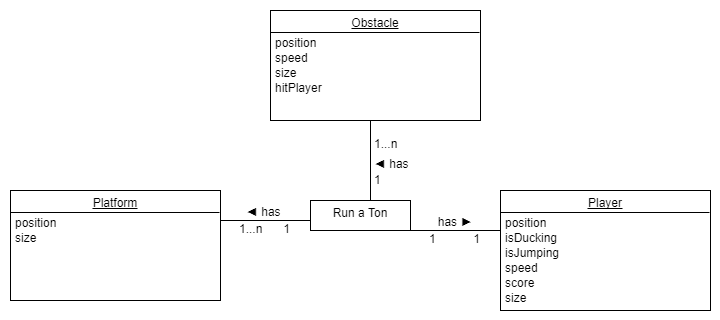 Obstacle
position
speed
size
hitPlayer
1...n
◄ has
1
Platform
position
size
◄ has
1...n 1
Run a Ton
has ►
1 1
Player
position
isDucking
isJumping
speed
score
size